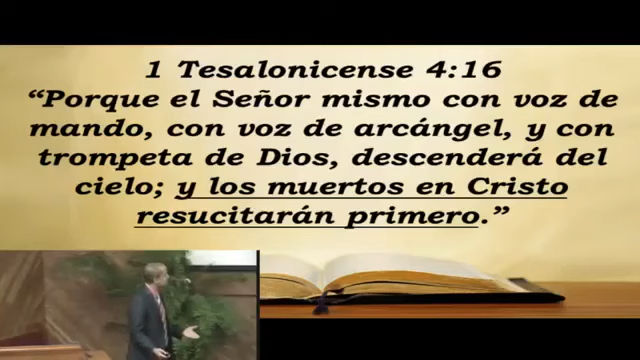 1 Tesalonicense 4:16
“Porque el Señor mismo con voz de
mando, con voz de arcángel, y con
trompeta de Dios, descenderá del
cielo; y los muertos en Cristo
resucitarán primero.”